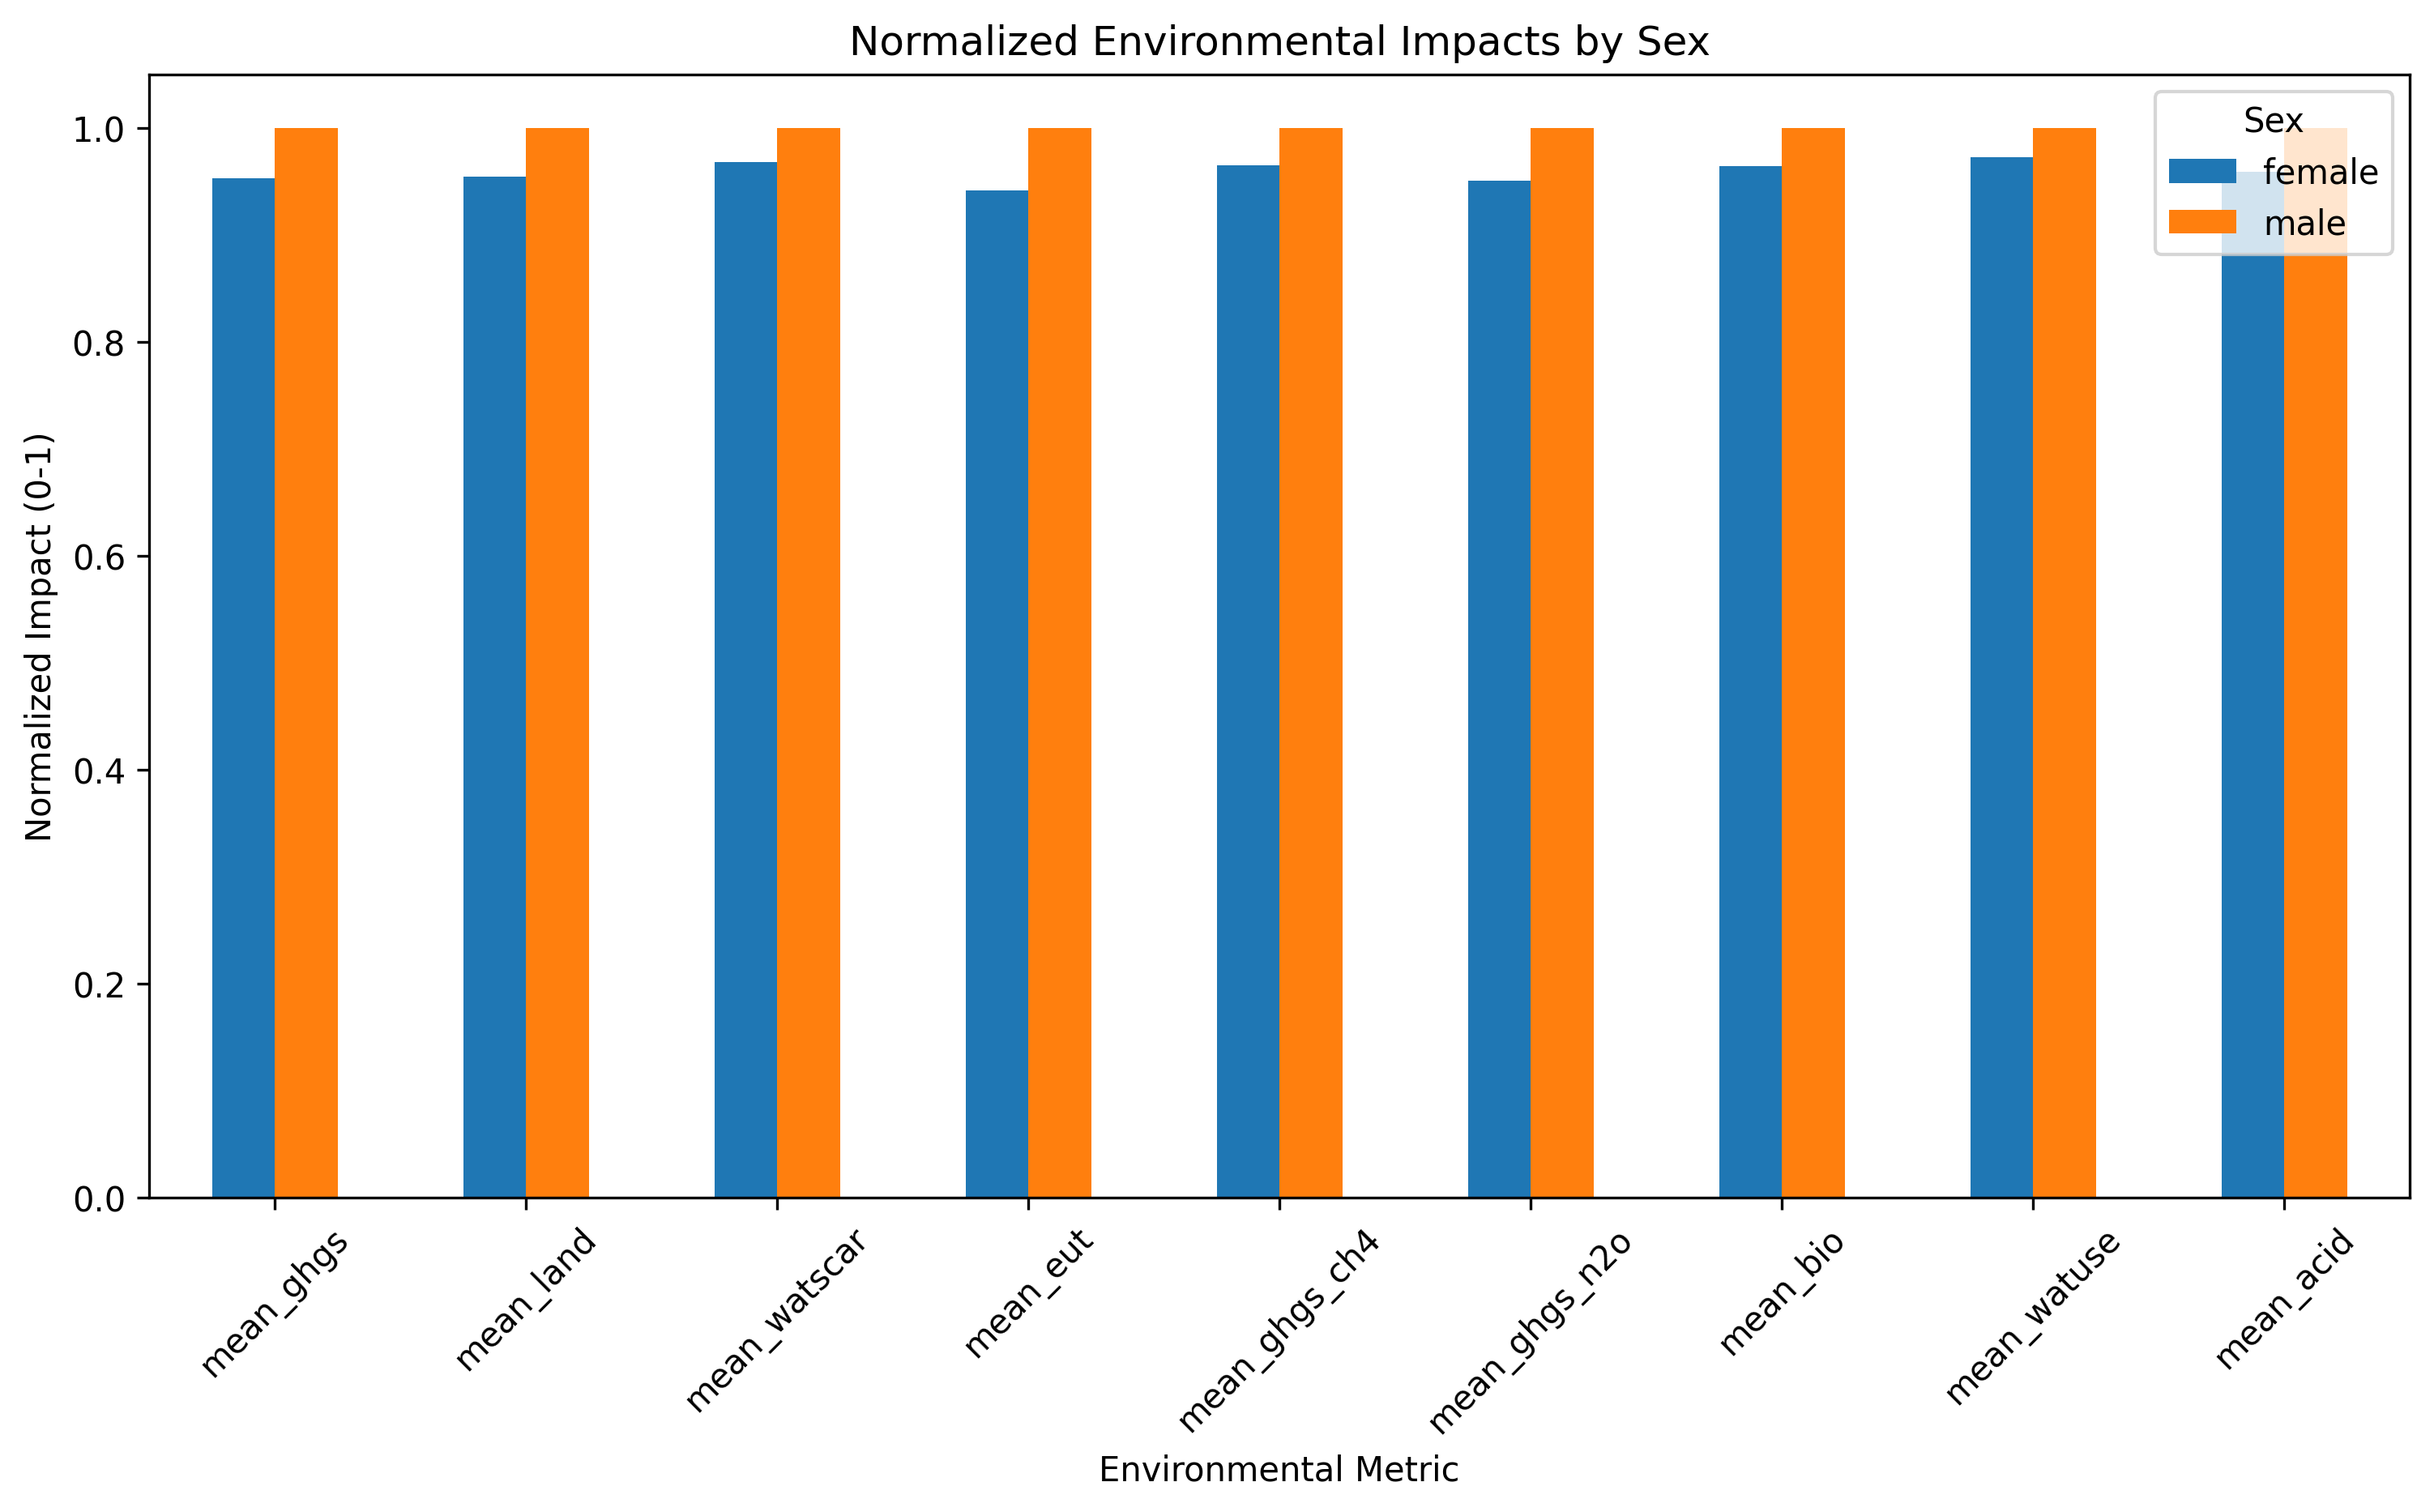 Normalized Environmental Impacts by Sex
Normalized Impact (0-1)
1.0
0.8
0.6
0.4
0.2
0.0
Sex
female
male
mean_ghgs
mean_land
mean_watscar
mean_eut
mean_ghgs_ch4
mean_ghgs_n2o
mean_bio
mean_watuse
mean_acid
Environmental Metric